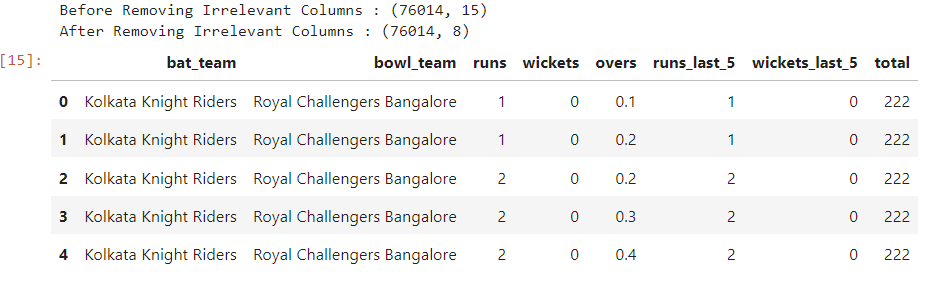 Before Removing Irrelevant Columns : (76014, 15)
After Removing Irrelevant Columns : (76014, 8)
[15]:
bat_team bowl_team runs wickets overs runs_last_5 wickets_last_5 total
0 Kolkata Knight Riders Royal Challengers Bangalore 1 0 0.1 1 0 222
1 Kolkata Knight Riders Royal Challengers Bangalore 1 0 0.2 1 0 222
2 Kolkata Knight Riders Royal Challengers Bangalore 2 0 0.2 2 0 222
3 Kolkata Knight Riders Royal Challengers Bangalore 2 0 0.3 2 0 222
4 Kolkata Knight Riders Royal Challengers Bangalore 2 0 0.4 2 0 222